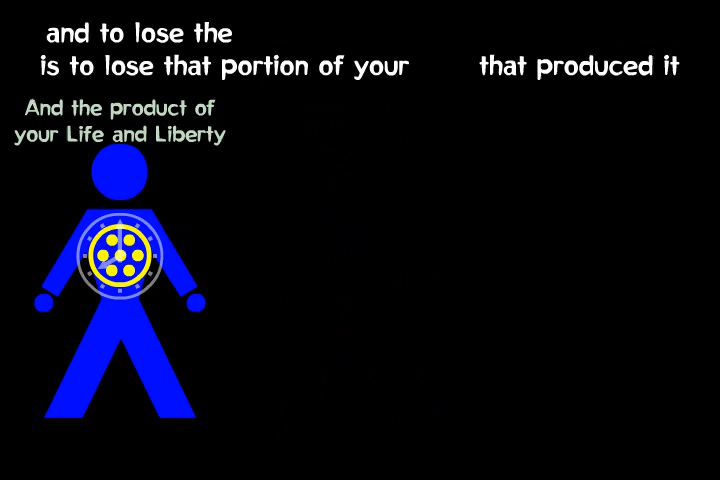 and to lose the
is to lose that portion of your that produced it
And the product of
your Life and Liberty